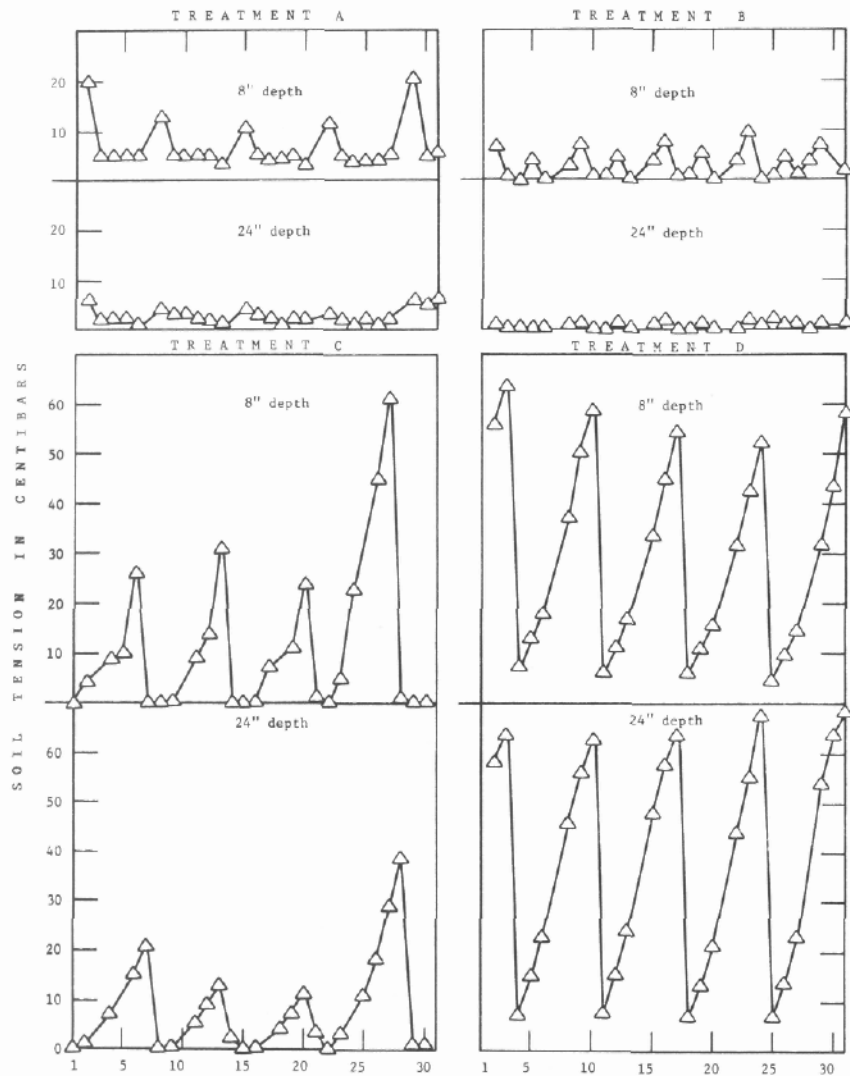 TREATMENT A
20
8" depth
10
24" depth
20
10
TREATMENT B
8" depth
24" depth
SOIL TENSION IN CENTIBARS
TREATMENT C
8" depth
60
50
40
30
20
10
24" depth
60
50
40
30
20
10
0
1 5 10 15 20 25 30
TREATMENT D
8" depth
24" depth
1 5 10 15 20 25 30